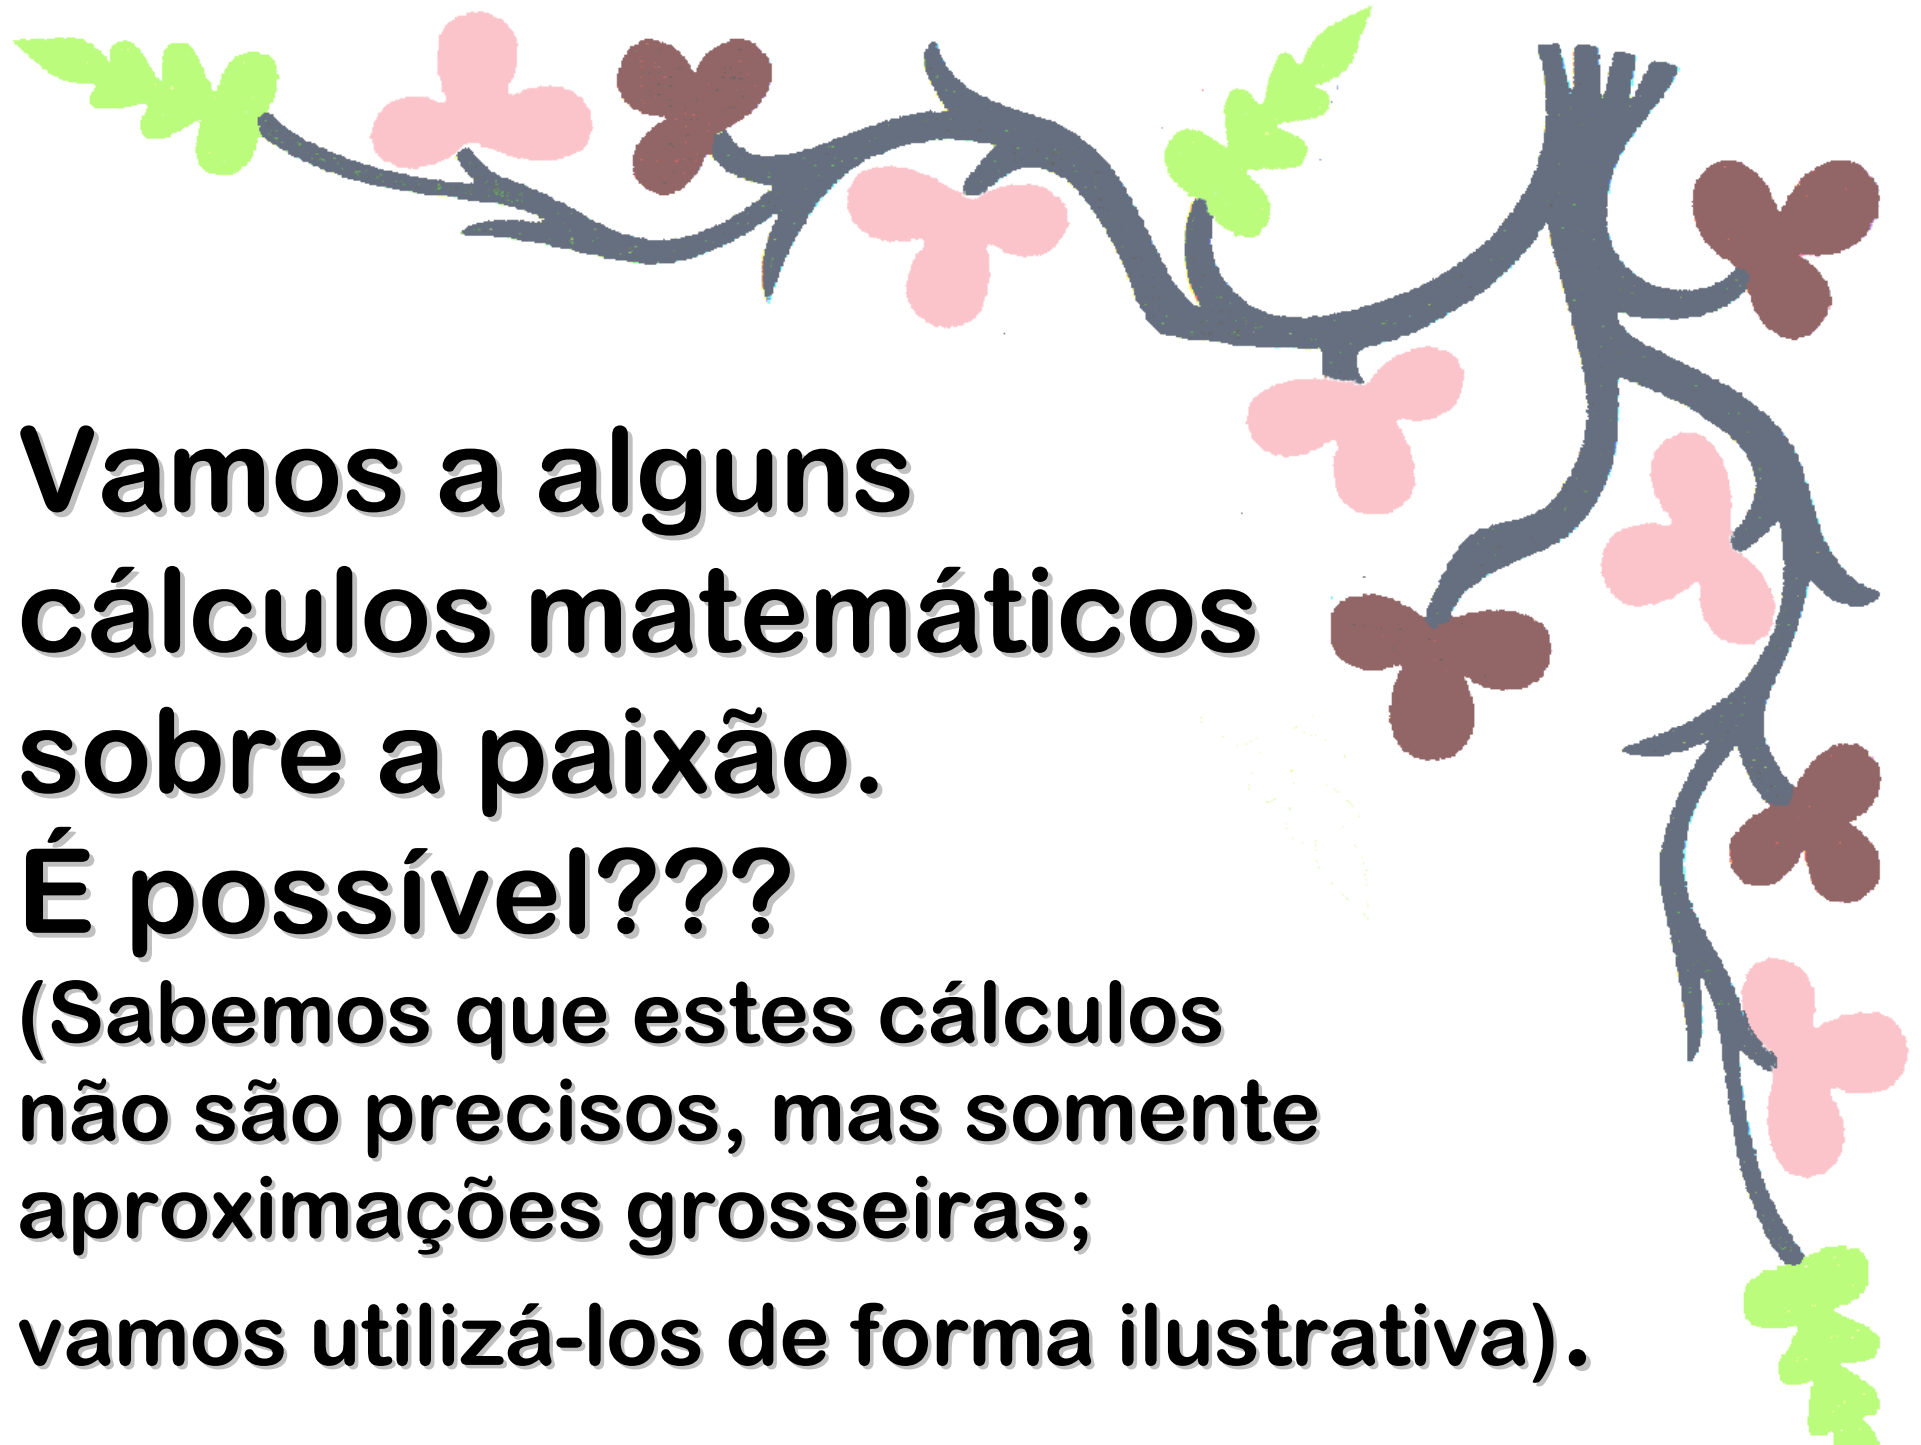 Vamos a alguns
cálculos matemáticos
sobre a paixão.
É possível???
(Sabemos que estes cálculos
não são precisos, mas somente
aproximações grosseiras;
vamos utilizá-los de forma ilustrativa).